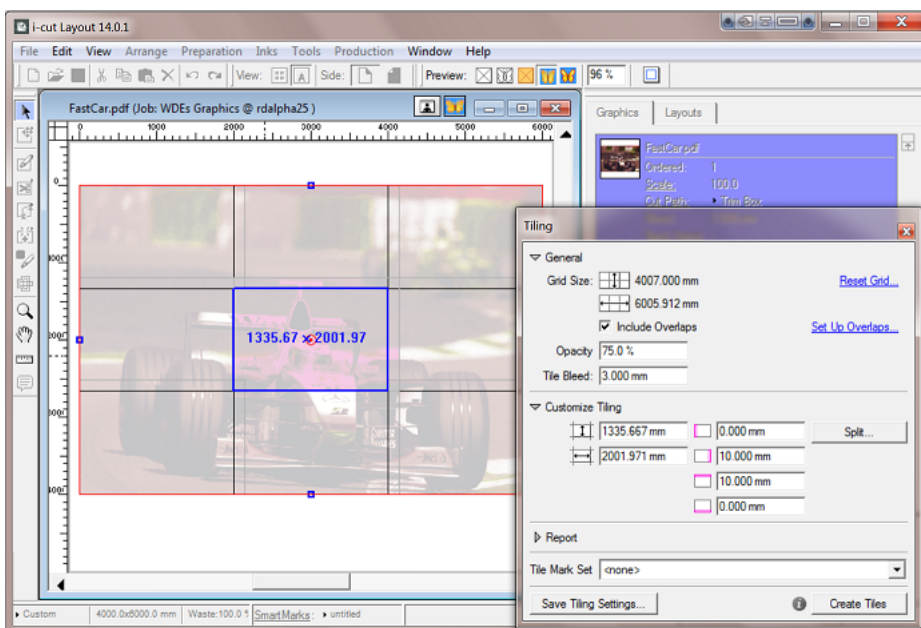 i-cut Layout 14.0.1
File Edit View Arrange Preparation Inks Tools Production Window Help
View: A Side: Preview: 96 %
FastCar.pdf (Job: WDEs Graphics @ rdalpha25 )
Graphics Layouts
0 1000 2000 3000 4000 5000 6000
FastCar.pdf
Ordered: 1
Scale: 100.0
Cut Path: Trim Box
Tiling
General
Grid Size: 4007.000 mm Reset Grid...
6005.912 mm
Include Overlaps Set Up Overlaps...
1335.67 x 2001.97
Opacity 75.0 %
Tile Bleed: 3.000 mm
Customize Tiling
1335.667 mm 0.000 mm Split...
2001.971 mm 10.000 mm
10.000 mm
0.000 mm
Report
Tile Mark Set <none>
Save Tiling Settings... Create Tiles
Custom 4000.0x6000.0 mm Waste:100.0 SmartMarks: untitled